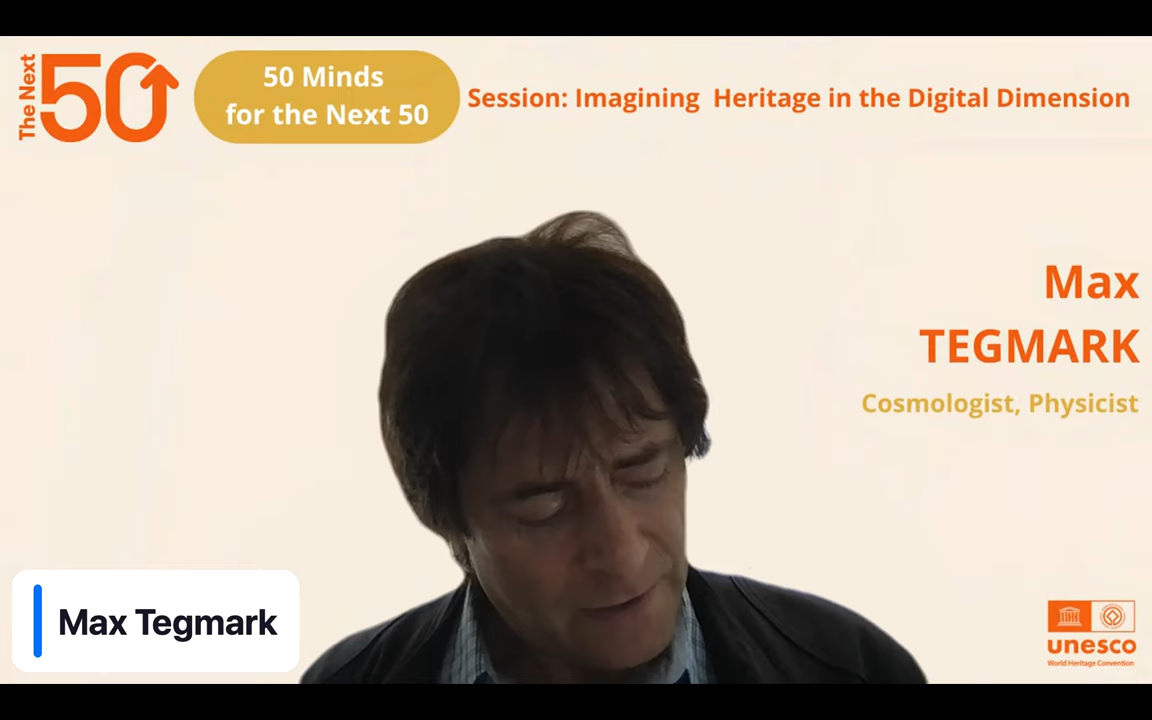 The Next
50
50 Minds
for the Next 50
Session: Imagining Heritage in the Digital Dimension
Max
TEGMARK
Cosmologist, Physicist
Max Tegmark
unesco
World Heritage Convention